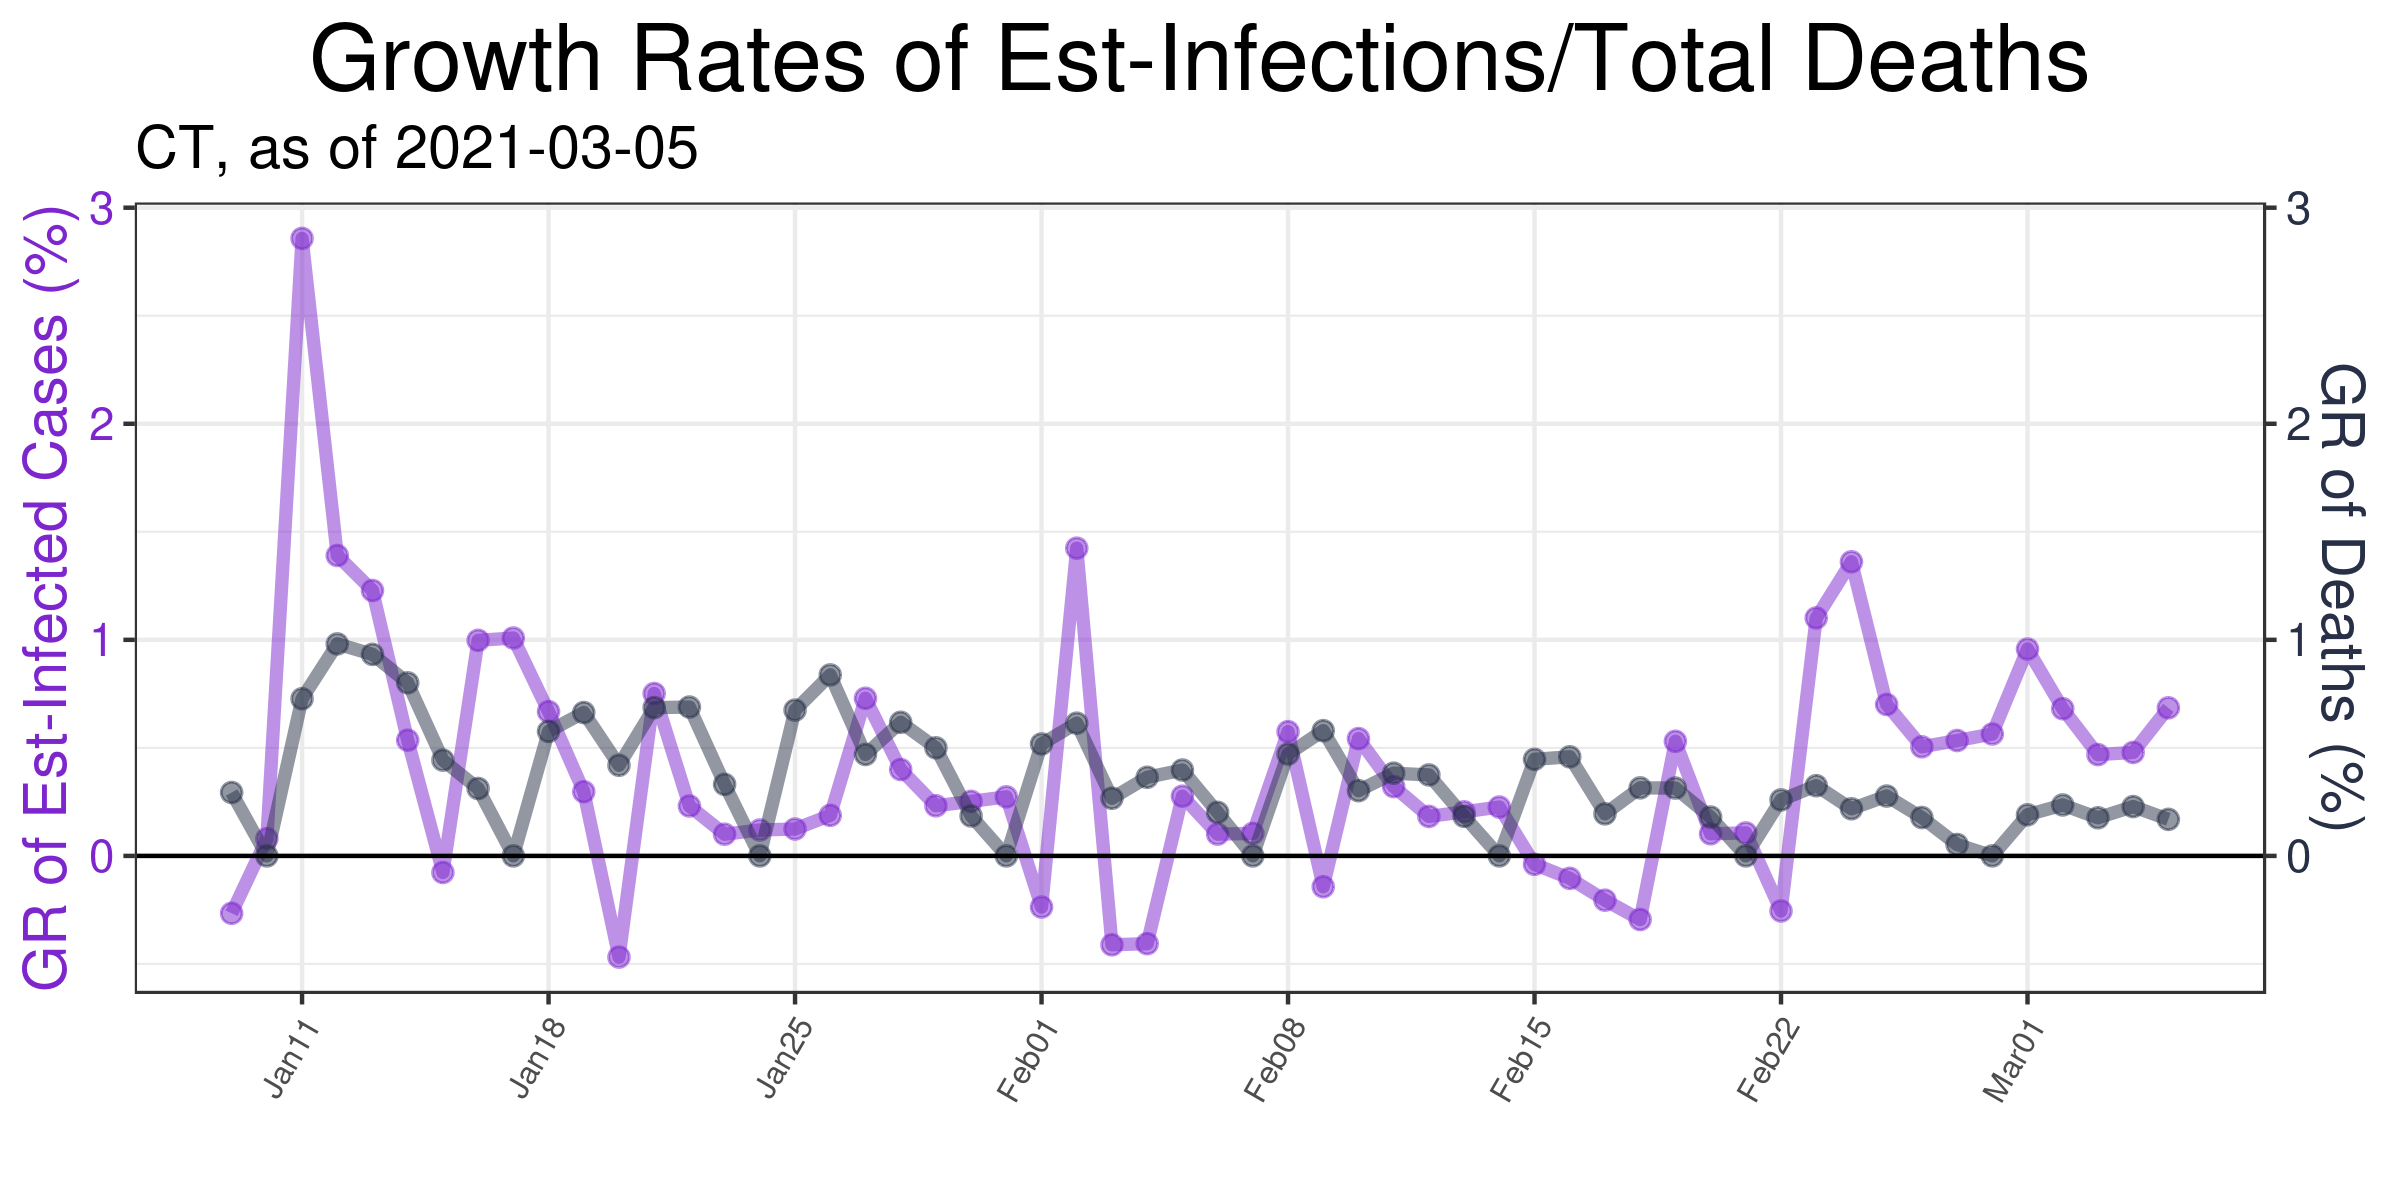 Growth Rates of Est-Infections/Total Deaths
CT, as of 2021-03-05
GR of Est-Infected Cases (%)
3
2
1
0
3
2
1
0
GR of Deaths (%)
Jan11
Jan18
Jan25
Feb01
Feb08
Feb15
Feb22
Mar01